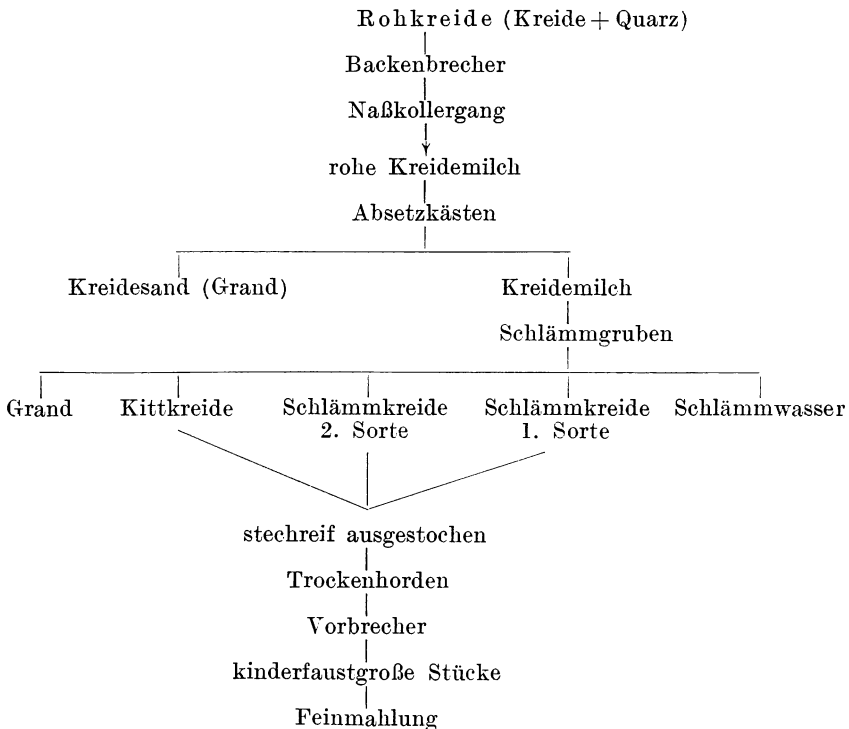 Rohkreide (Kreide + Quarz)
Backenbrecher
Naßkollergang
rohe Kreidemilch
Absetzkästen
Kreidesand (Grand) Kreidemilch
Schlämmgruben
Grand Kittkreide Schlämmkreide Schlämmkreide Schlämmwasser
2. Sorte 1. Sorte
stechreif ausgestochen
Trockenhorden
Vorbrecher
kinderfaustgroße Stücke
Feinmahlung